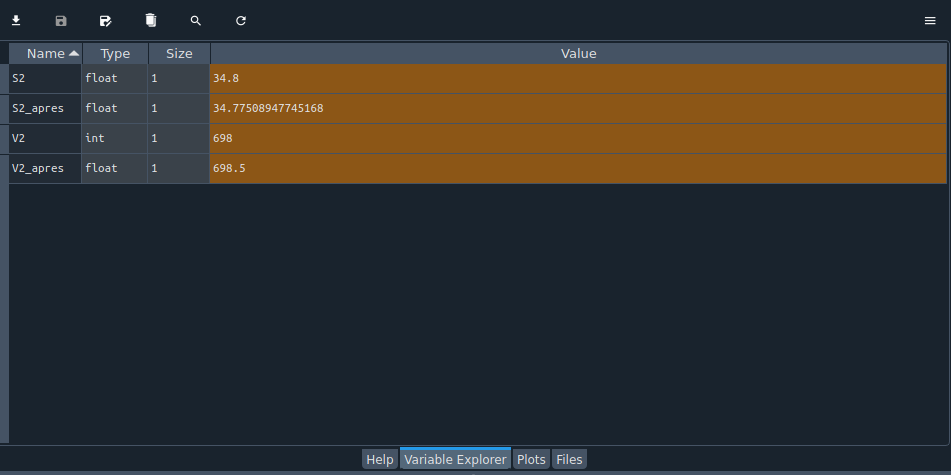 Name Type Size Value
S2 float 1 34.8
S2_apres float 1 34.77508947745168
V2 int 1 698
V2_apres float 1 698.5
Help Variable Explorer Plots Files